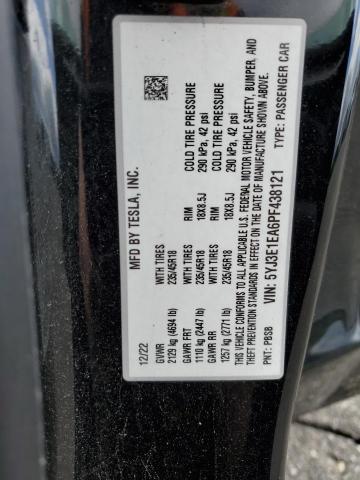 MFD BY TESLA, INC.
12/22
GVWR
2129 kg (4694 lb)
WITH TIRES
235/45R18
RIM
18X8.5J
COLD TIRE PRESSURE
290 kPa, 42 psi
GAWR FRT
1110 kg (2447 lb)
WITH TIRES
235/45R18
RIM
18X8.5J
COLD TIRE PRESSURE
290 kPa, 42 psi
GAWR RR
1257 kg (2771 lb)
THIS VEHICLE CONFORMS TO ALL APPLICABLE U.S. FEDERAL MOTOR VEHICLE SAFETY, BUMPER, AND
THEFT PREVENTION STANDARDS IN EFFECT ON THE DATE OF MANUFACTURE SHOWN ABOVE.
VIN: 5YJ3E1EA6PF438121
TYPE: PASSENGER CAR
PNT: PBSB